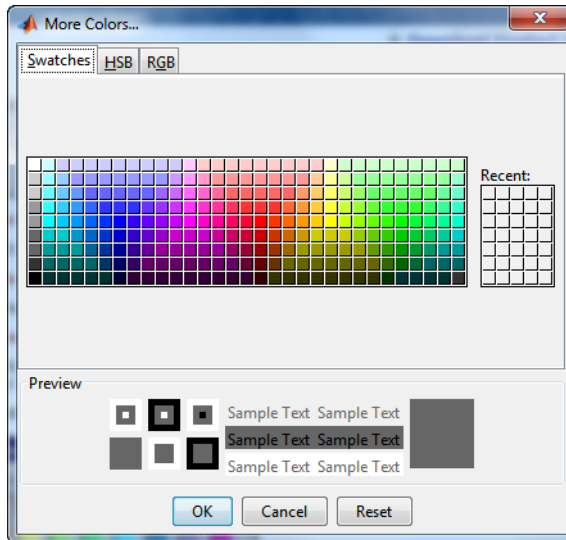 More Colors...
Swatches HSB RGB
Recent:
Preview
Sample Text Sample Text
Sample Text Sample Text
Sample Text Sample Text
OK Cancel Reset